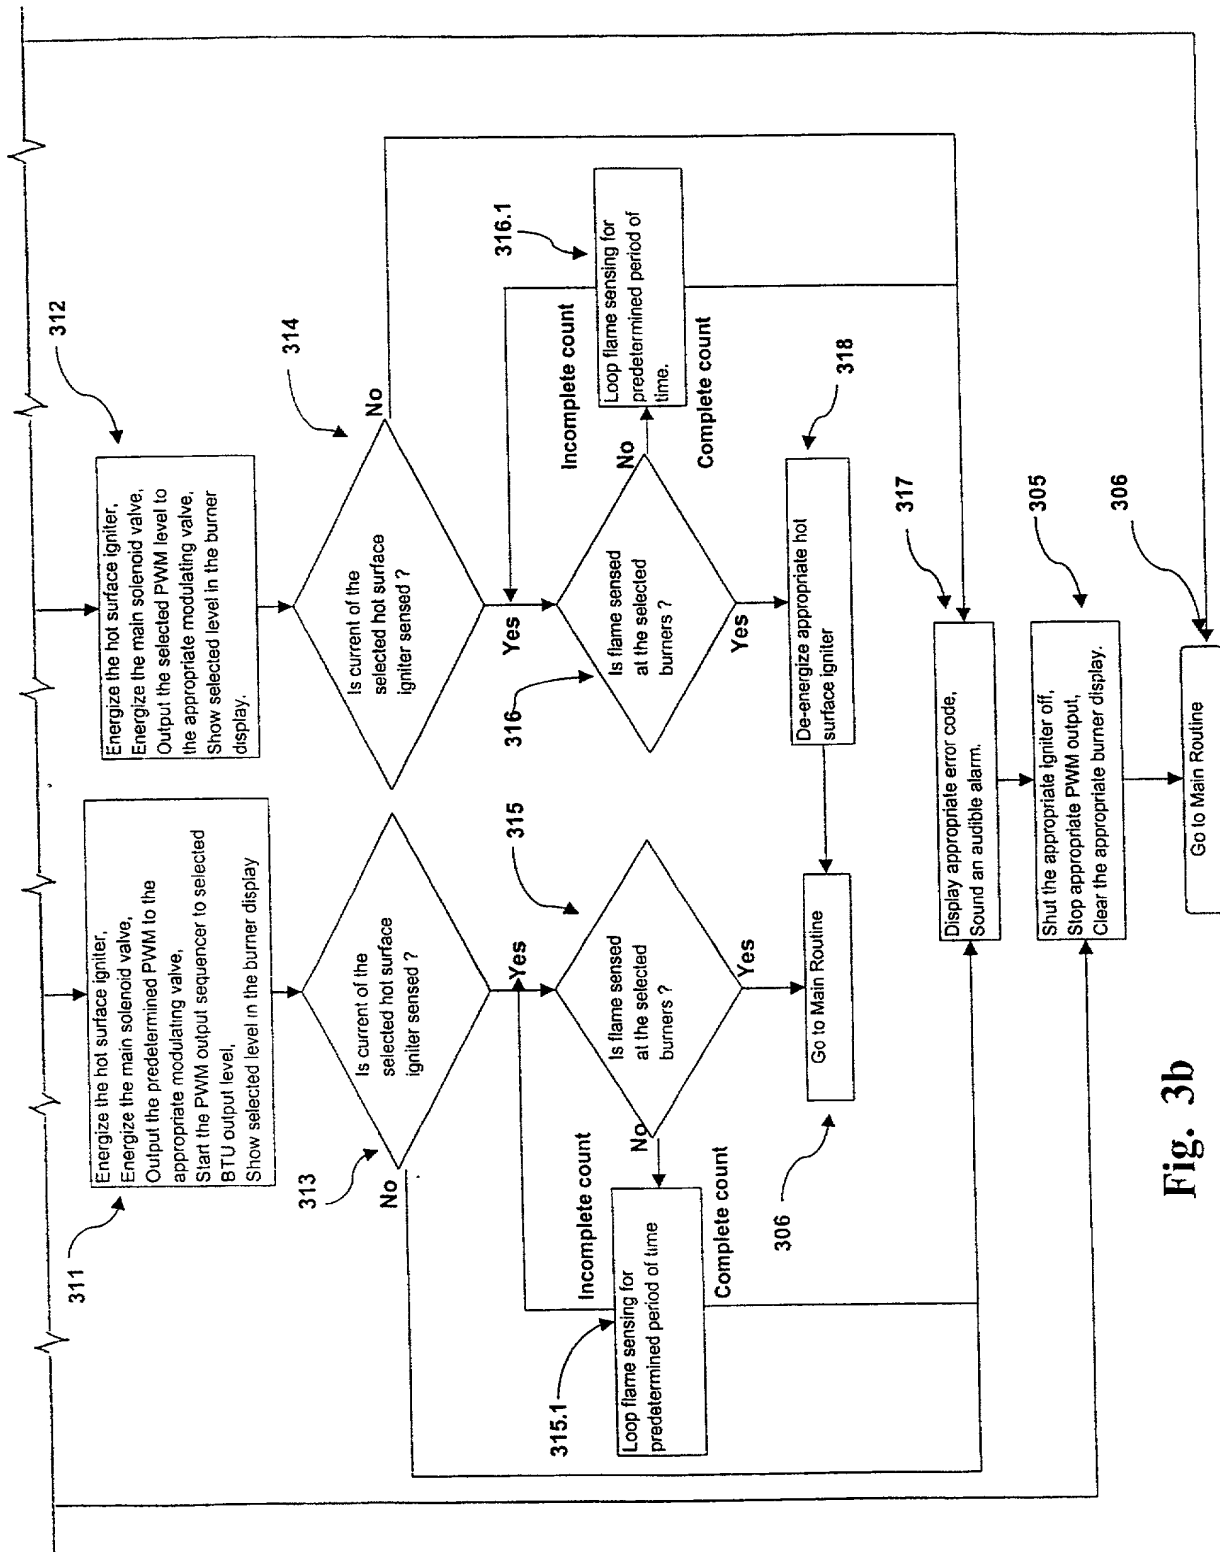 311
Energize the hot surface igniter,
Energize the main solenoid valve,
Output the predetermined PWM to the
appropriate modulating valve,
Start the PWM output sequencer to selected
BTU output level,
Show selected level in the burner display
312
Energize the hot surface igniter,
Energize the main solenoid valve,
Output the selected PWM level to
the appropriate modulating valve,
Show selected level in the burner
display.
313
Is current of the
selected hot surface
igniter sensed ?
No
Yes
314
Is current of the
selected hot surface
igniter sensed ?
No
Yes
315.1
Loop flame sensing for
predetermined period of time
Incomplete count
Complete count
315
Is flame sensed
at the selected
burners ?
No
Yes
316
Is flame sensed
at the selected
burners ?
No
Yes
316.1
Loop flame sensing for
predetermined period of
time.
Incomplete count
Complete count
306
Go to Main Routine
318
De-energize appropriate hot
surface igniter
317
Display appropriate error code,
Sound an audible alarm.
305
Shut the appropriate igniter off,
Stop appropriate PWM output,
Clear the appropriate burner display.
306
Go to Main Routine
Fig. 3b